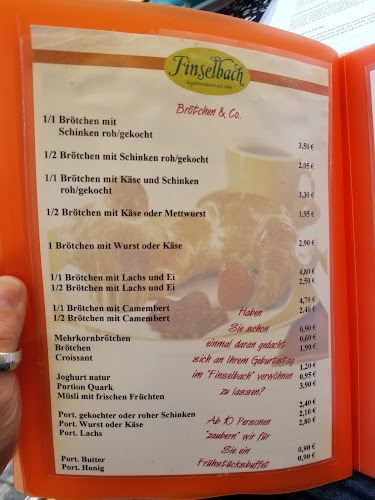 Finselbach
Brötchen & Co.
1/1 Brötchen mit
Schinken roh/gekocht 3,50 €
1/2 Brötchen mit Schinken roh/gekocht 2,05 €
1/1 Brötchen mit Käse und Schinken
roh/gekocht 3,30 €
1/2 Brötchen mit Käse oder Mettwurst 1,95 €
1 Brötchen mit Wurst oder Käse 2,90 €
1/1 Brötchen mit Lachs und Ei 4,80 €
1/2 Brötchen mit Lachs und Ei 2,50 €
1/1 Brötchen mit Camembert 4,70 €
1/2 Brötchen mit Camembert 2,40 €
Mehrkornbrötchen 0,90 €
Brötchen 0,60 €
Croissant 1,90 €
Joghurt natur 1,20 €
Portion Quark 0,95 €
Müsli mit frischen Früchten 3,90 €
Port. gekochter oder roher Schinken 2,40 €
Port. Wurst oder Käse 2,10 €
Port. Lachs 2,80 €
Port. Butter 0,90 €
Port. Honig 0,90 €
Haben
Sie schon
einmal daran gedacht
sich an Ihrem Geburtstag
im "Finselbach" verwöhnen
zu lassen?
Ab 10 Personen
"zaubern" wir für
Sie ein
Frühstücksbuffet